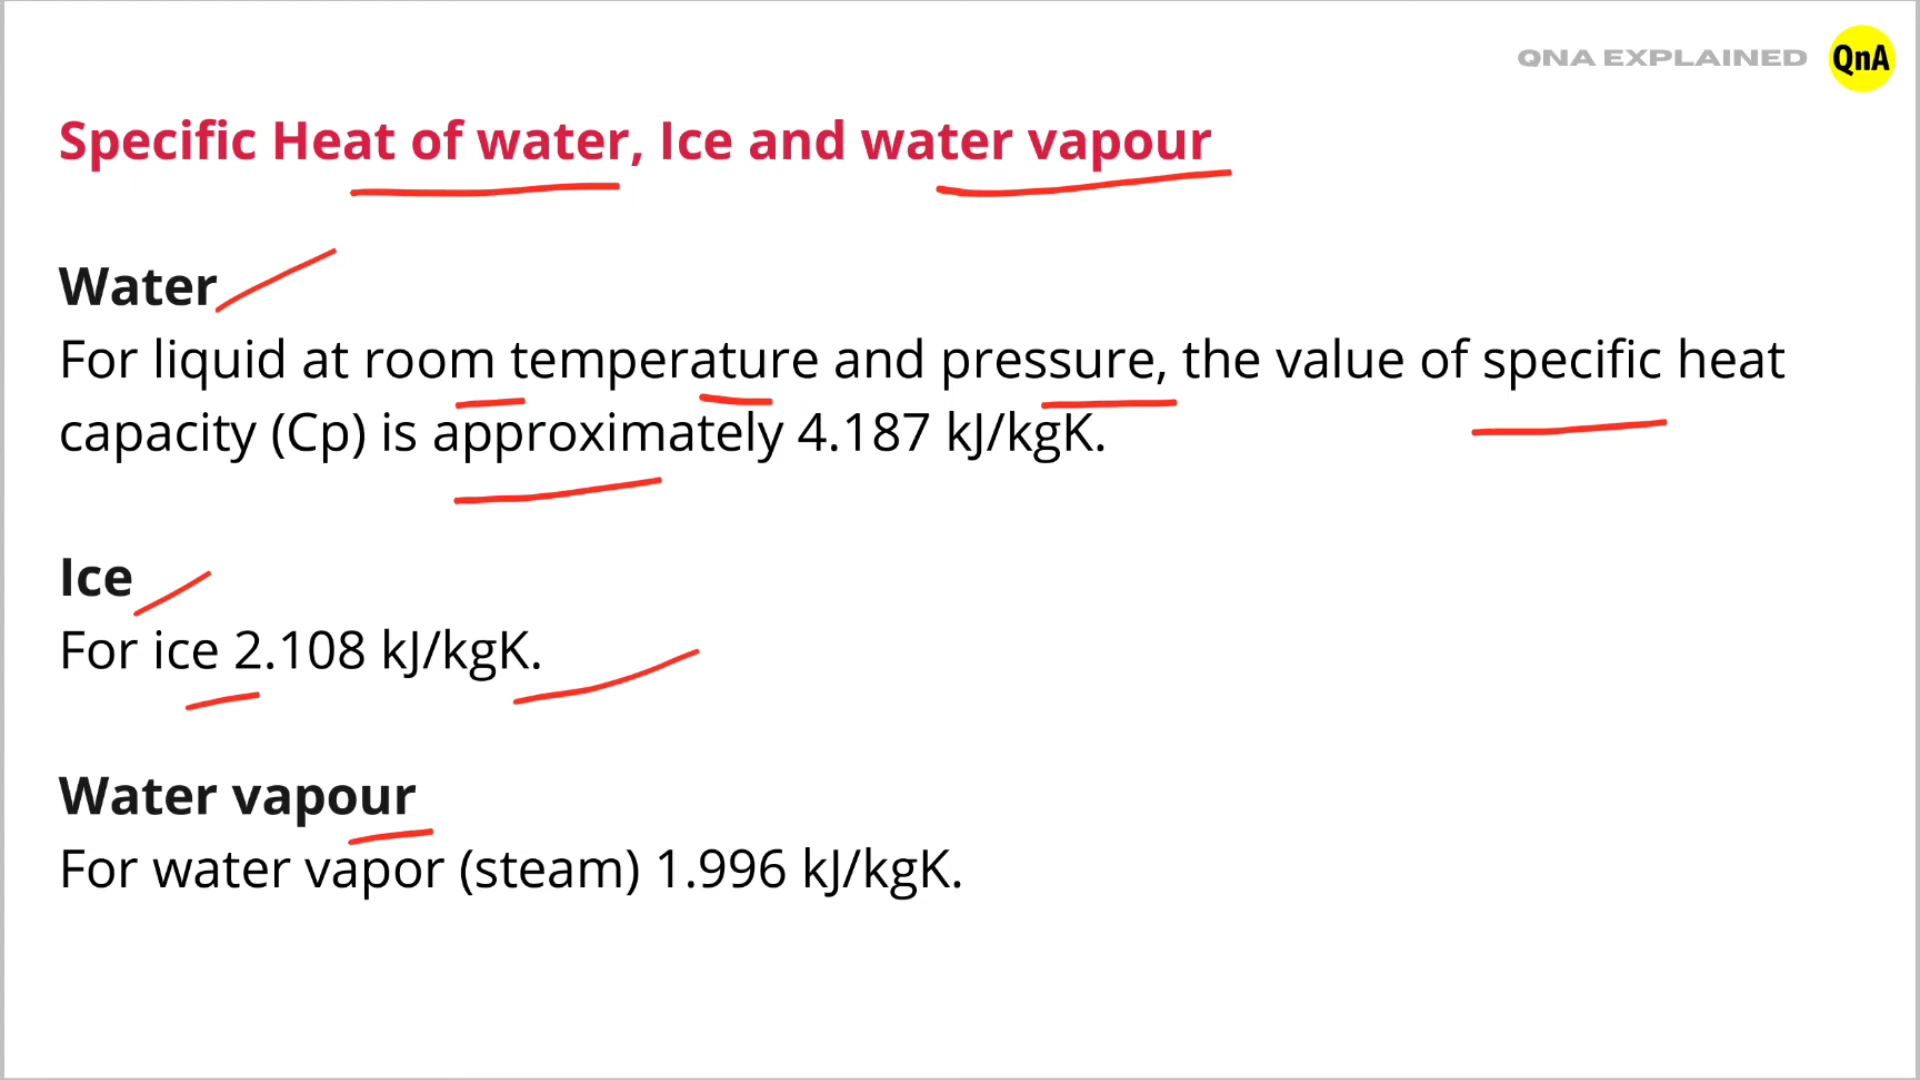 QNA EXPLAINED QnA
Specific Heat of water, Ice and water vapour
Water
For liquid at room temperature and pressure, the value of specific heat
capacity (Cp) is approximately 4.187 kJ/kgK.
Ice
For ice 2.108 kJ/kgK.
Water vapour
For water vapor (steam) 1.996 kJ/kgK.